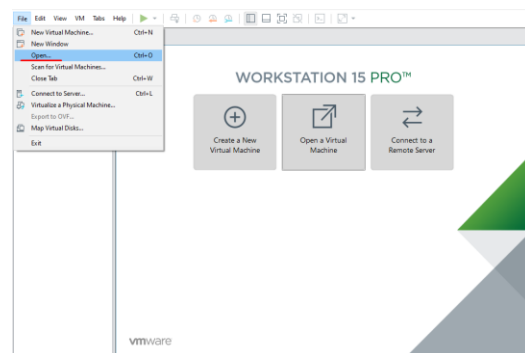 File Edit View VM Tabs Help
New Virtual Machine... Ctrl+N
New Window
Open... Ctrl+O
Scan for Virtual Machines...
Close Tab Ctrl+W
Connect to Server... Ctrl+L
Virtualize a Physical Machine...
Export to OVF...
Map Virtual Disks...
Exit
WORKSTATION 15 PRO™
Create a New
Virtual Machine
Open a Virtual
Machine
Connect to a
Remote Server
vmware